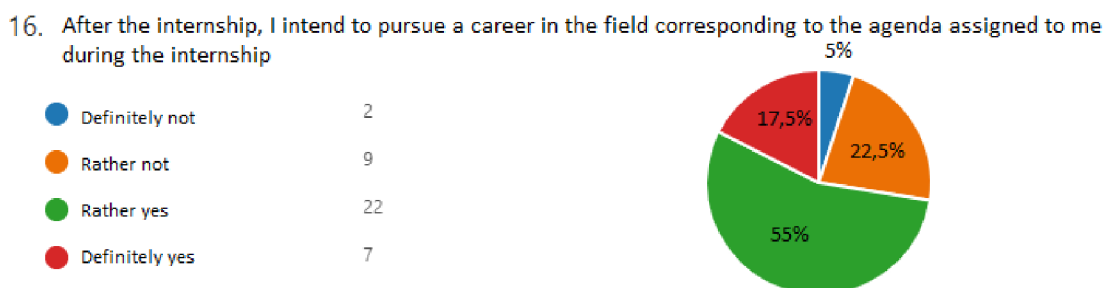 16. After the internship, I intend to pursue a career in the field corresponding to the agenda assigned to me
during the internship
Definitely not 2
Rather not 9
Rather yes 22
Definitely yes 7
5%
17,5%
22,5%
55%